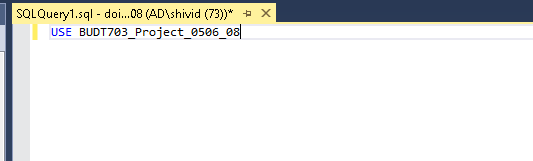 SQLQuery1.sql - doi...08 (AD\shivid (73))*
USE BUDT703_Project_0506_08